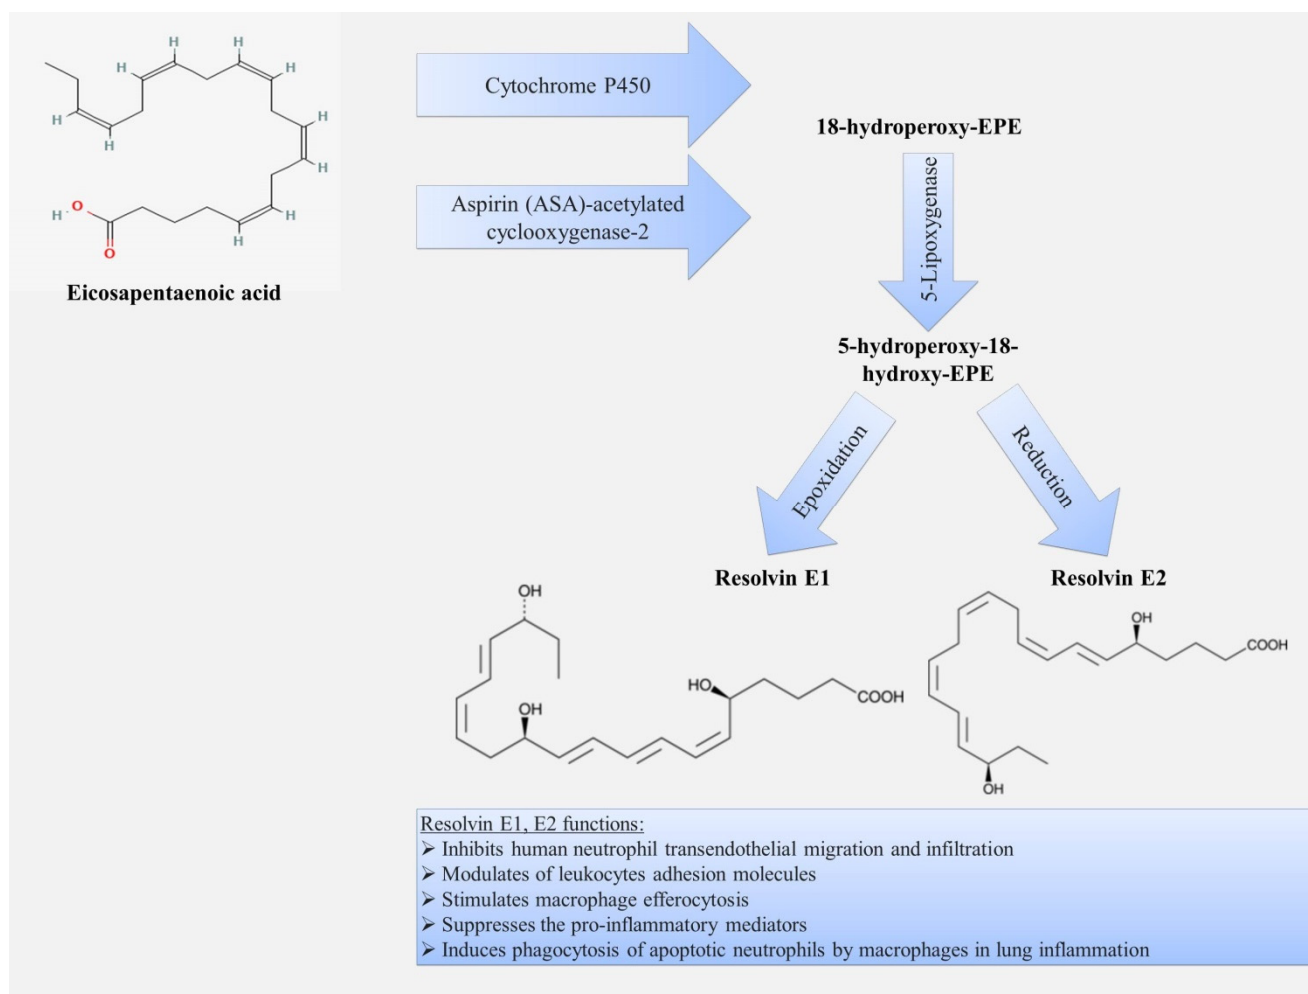 H
H
H
H
H
H
H
H
H
H
H
O
O
Eicosapentaenoic acid
Cytochrome P450
Aspirin (ASA)-acetylated
cyclooxygenase-2
18-hydroperoxy-EPE
5-Lipoxygenase
5-hydroperoxy-18-
hydroxy-EPE
Epoxidation
Reduction
Resolvin E1
OH
OH
HO
COOH
Resolvin E2
OH
COOH
OH
Resolvin E1, E2 functions:
➢ Inhibits human neutrophil transendothelial migration and infiltration
➢ Modulates of leukocytes adhesion molecules
➢ Stimulates macrophage efferocytosis
➢ Suppresses the pro-inflammatory mediators
➢ Induces phagocytosis of apoptotic neutrophils by macrophages in lung inflammation